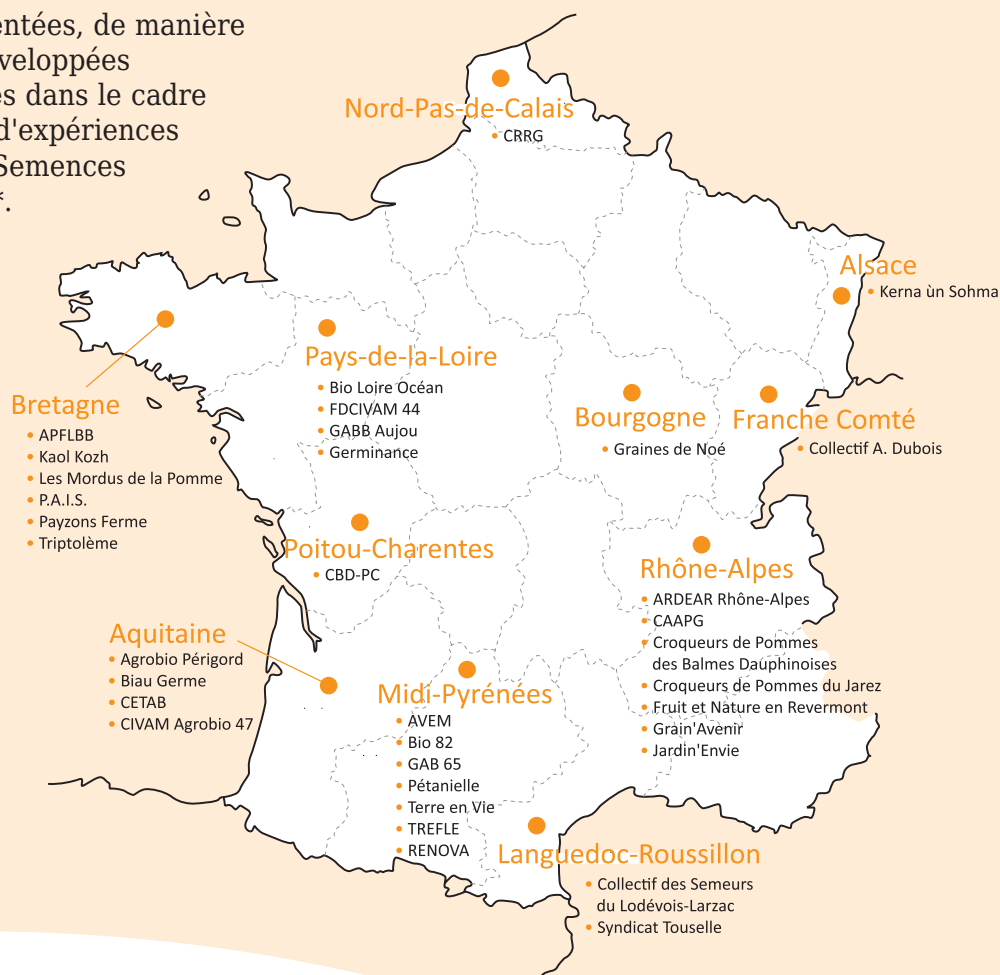 entées, de manière
veloppées
es dans le cadre
d'expériences
Semences
*.
Nord-Pas-de-Calais
• CRRG
Alsace
• Kerna ùn Sohma
Pays-de-la-Loire
• Bio Loire Océan
• FDCIVAM 44
• GABB Aujou
• Germinance
Bretagne
• APFLBB
• Kaol Kozh
• Les Mordus de la Pomme
• P.A.I.S.
• Payzons Ferme
• Triptolème
Bourgogne
• Graines de Noé
Franche Comté
• Collectif A. Dubois
Poitou-Charentes
• CBD-PC
Rhône-Alpes
• ARDEAR Rhône-Alpes
• CAAPG
• Croqueurs de Pommes
des Balmes Dauphinoises
• Croqueurs de Pommes du Jarez
• Fruit et Nature en Revermont
• Grain'Avenir
• Jardin'Envie
Aquitaine
• Agrobio Périgord
• Biau Germe
• CETAB
• CIVAM Agrobio 47
Midi-Pyrénées
• AVEM
• Bio 82
• GAB 65
• Pétanielle
• Terre en Vie
• TREFLE
• RENOVA
Languedoc-Roussillon
• Collectif des Semeurs
du Lodévois-Larzac
• Syndicat Touselle